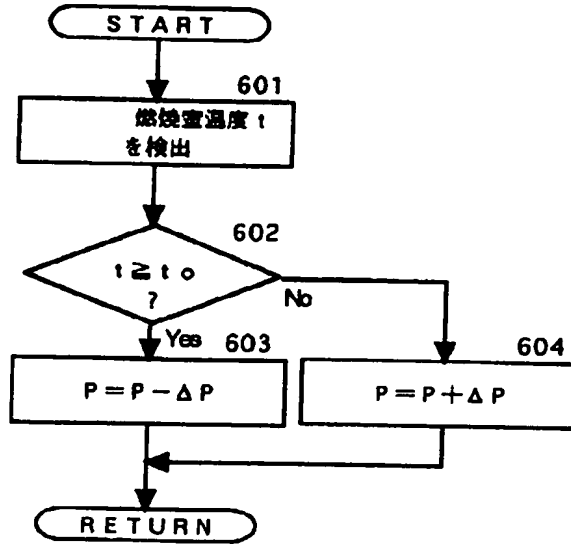 START
601
燃焼室温度 t
を検出
602
t ≧ t o
?
No
Yes
603
604
P = P − Δ P
P = P + Δ P
RETURN